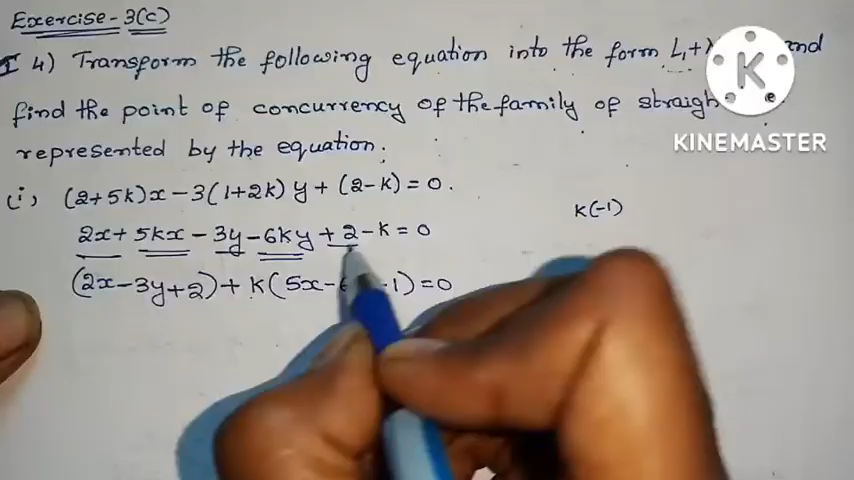 Exercise-3(c)
I 4) Transform the following equation into the form L₁+ and
find the point of concurrency of the family of
represented by the equation.
(i) (2+5k)x-3(1+2k)y+(2-k)=0.
2x+5kx-3y-6ky+2-k=0
k(-1)
(2x-3y+2)+k(5x- -1)=0
K
KINEMASTER